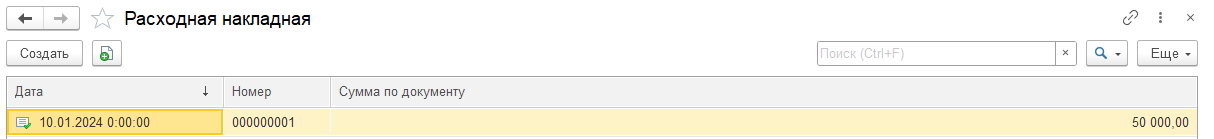 Расходная накладная
Создать
Поиск (Ctrl+F)
Еще
Дата Номер Сумма по документу
10.01.2024 0:00:00 000000001 50 000,00